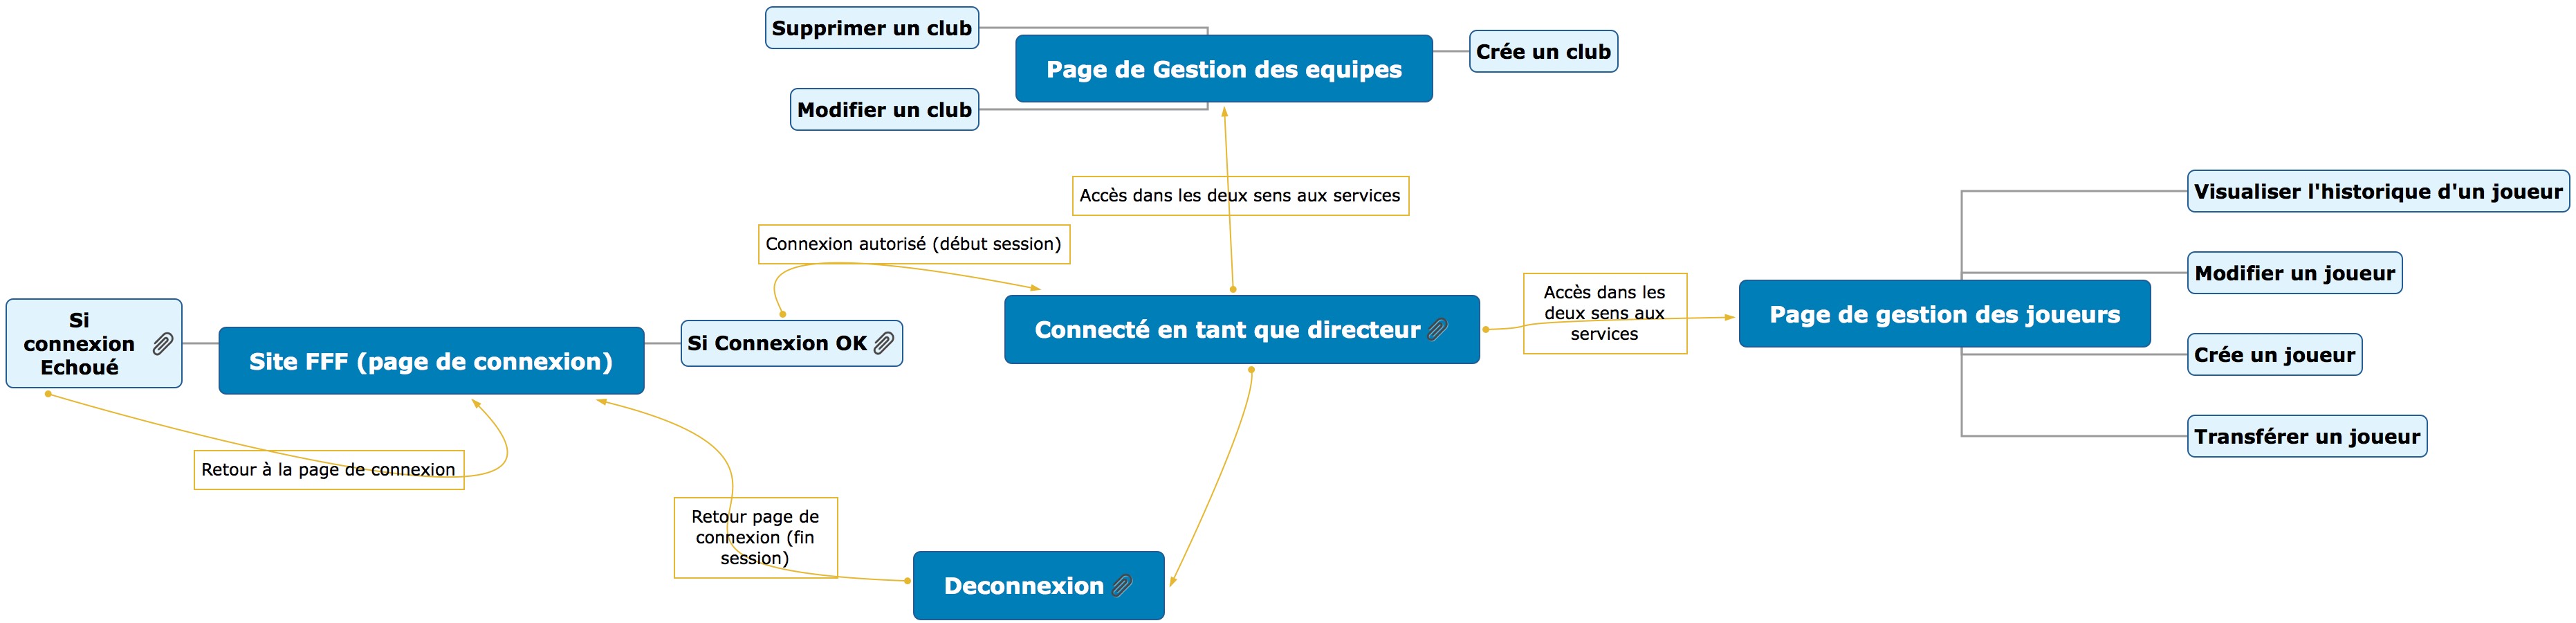 Supprimer un club
Page de Gestion des equipes
Crée un club
Modifier un club
Accès dans les deux sens aux services
Connexion autorisé (début session)
Visualiser l'historique d'un joueur
Modifier un joueur
Accès dans les
deux sens aux
services
Page de gestion des joueurs
Si
connexion
Echoué
Site FFF (page de connexion)
Si Connexion OK
Connecté en tant que directeur
Crée un joueur
Transférer un joueur
Retour à la page de connexion
Retour page de
connexion (fin
session)
Deconnexion